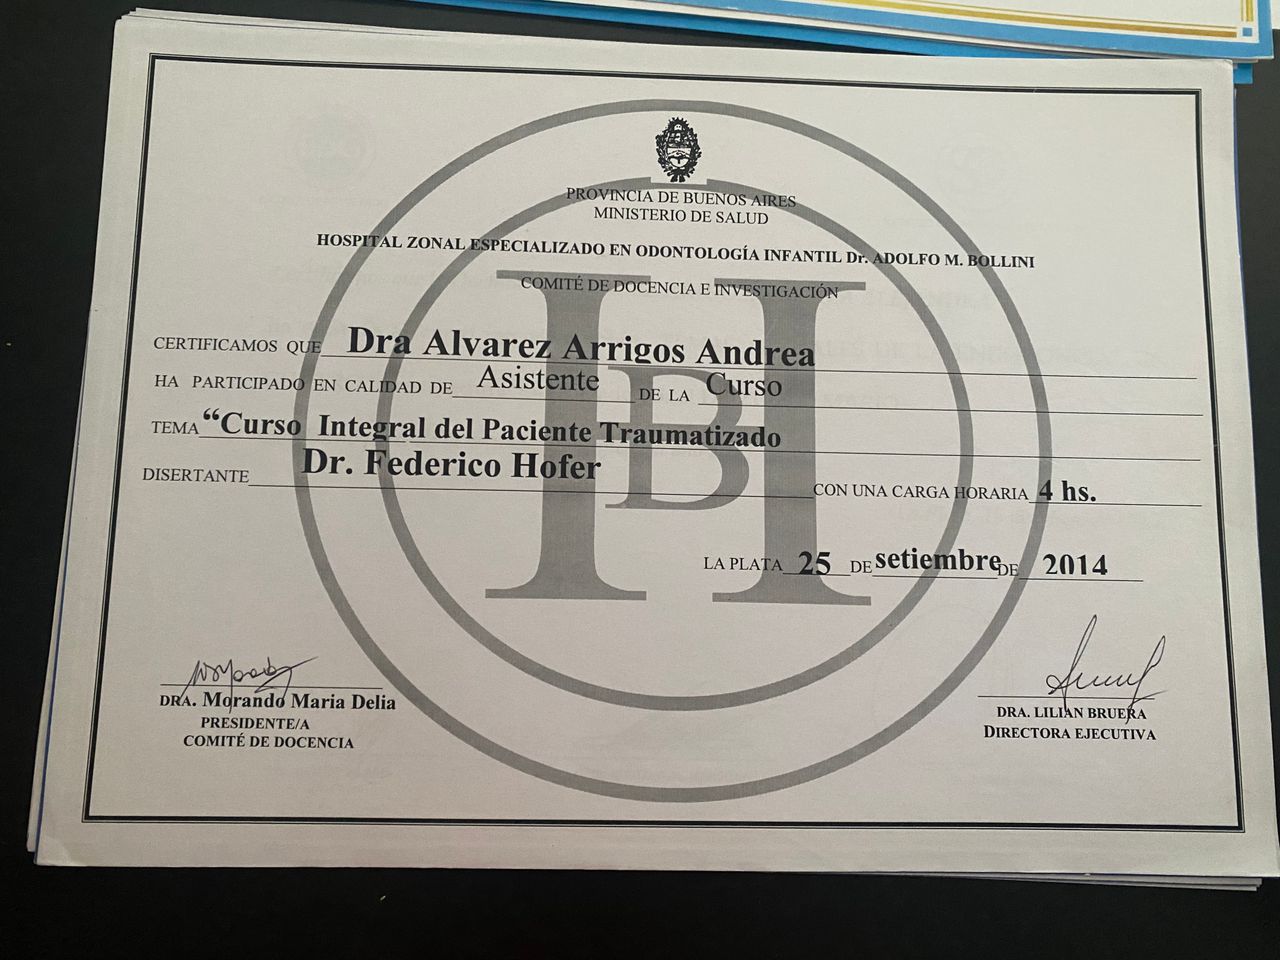 PROVINCIA DE BUENOS AIRES
MINISTERIO DE SALUD
HOSPITAL ZONAL ESPECIALIZADO EN ODONTOLOGÍA INFANTIL Dr. ADOLFO M. BOLLINI
COMITÉ DE DOCENCIA E INVESTIGACIÓN
CERTIFICAMOS QUE Dra Alvarez Arrigos Andrea
HA PARTICIPADO EN CALIDAD DE Asistente DE LA Curso
TEMA “Curso Integral del Paciente Traumatizado
DISERTANTE Dr. Federico Hofer CON UNA CARGA HORARIA 4 hs.
LA PLATA 25 DE setiembre DE 2014
DRA. Morando Maria Delia
PRESIDENTE/A
COMITÉ DE DOCENCIA
DRA. LILIAN BRUERA
DIRECTORA EJECUTIVA
HBH